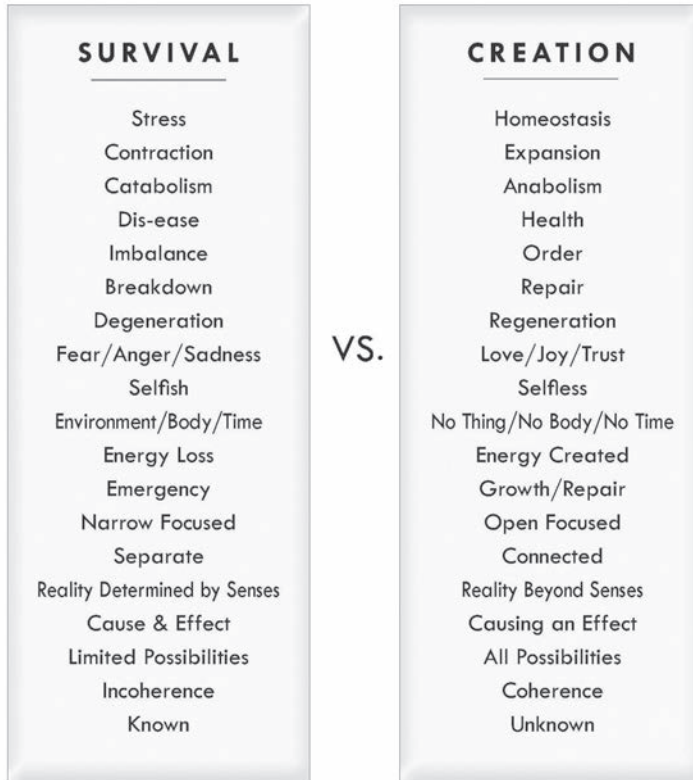 SURVIVAL
Stress
Contraction
Catabolism
Dis-ease
Imbalance
Breakdown
Degeneration
Fear/Anger/Sadness
Selfish
Environment/Body/Time
Energy Loss
Emergency
Narrow Focused
Separate
Reality Determined by Senses
Cause & Effect
Limited Possibilities
Incoherence
Known
VS.
CREATION
Homeostasis
Expansion
Anabolism
Health
Order
Repair
Regeneration
Love/Joy/Trust
Selfless
No Thing/No Body/No Time
Energy Created
Growth/Repair
Open Focused
Connected
Reality Beyond Senses
Causing an Effect
All Possibilities
Coherence
Unknown